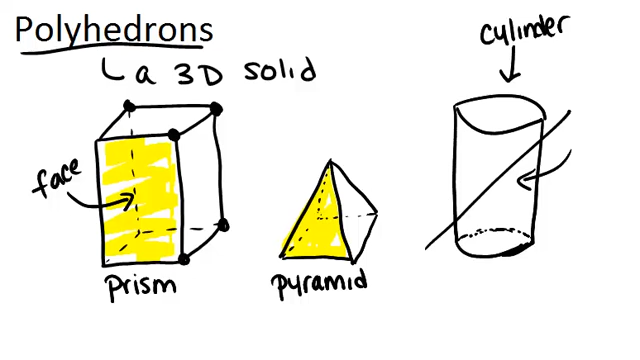 Polyhedrons
a 3D solid
cylinder
face
prism
pyramid